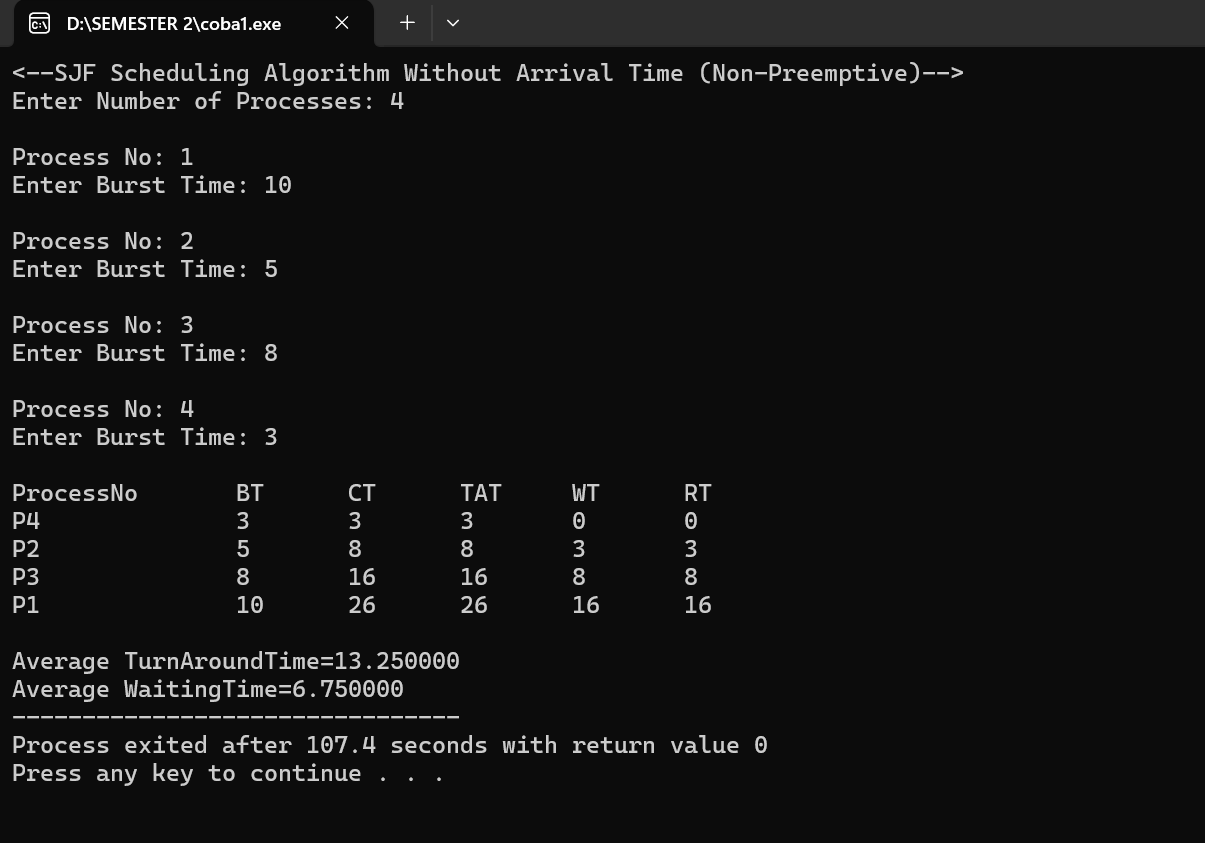 D:\SEMESTER 2\coba1.exe
<--SJF Scheduling Algorithm Without Arrival Time (Non-Preemptive)-->
Enter Number of Processes: 4
Process No: 1
Enter Burst Time: 10
Process No: 2
Enter Burst Time: 5
Process No: 3
Enter Burst Time: 8
Process No: 4
Enter Burst Time: 3
ProcessNo BT CT TAT WT RT
P4 3 3 3 0 0
P2 5 8 8 3 3
P3 8 16 16 8 8
P1 10 26 26 16 16
Average TurnAroundTime=13.250000
Average WaitingTime=6.750000
--------------------------------
Process exited after 107.4 seconds with return value 0
Press any key to continue . . .